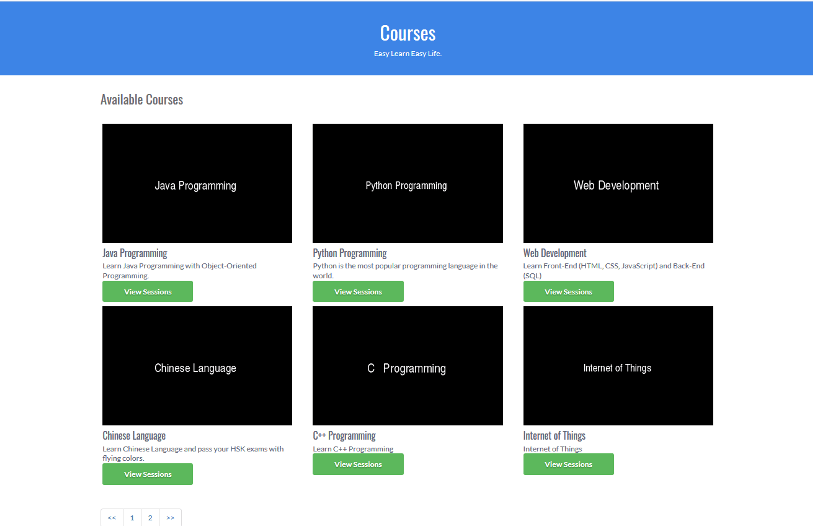 Courses
Easy Learn Easy Life.
Available Courses
Java Programming
Python Programming
Web Development
Java Programming
Learn Java Programming with Object-Oriented
Programming.
View Sessions
Python Programming
Python is the most popular programming language in the
world.
View Sessions
Web Development
Learn Front-End (HTML, CSS, JavaScript) and Back-End
(SQL)
View Sessions
Chinese Language
C Programming
Internet of Things
Chinese Language
Learn Chinese Language and pass your HSK exams with
flying colors.
View Sessions
C++ Programming
Learn C++ Programming
View Sessions
Internet of Things
Internet of Things
View Sessions
<< 1 2 >>